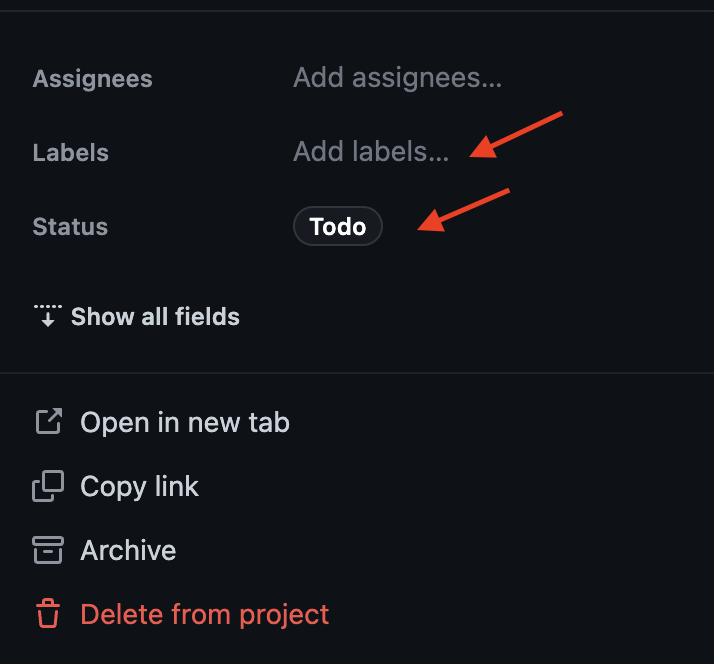 Assignees Add assignees...
Labels Add labels...
Status Todo
Show all fields
Open in new tab
Copy link
Archive
Delete from project